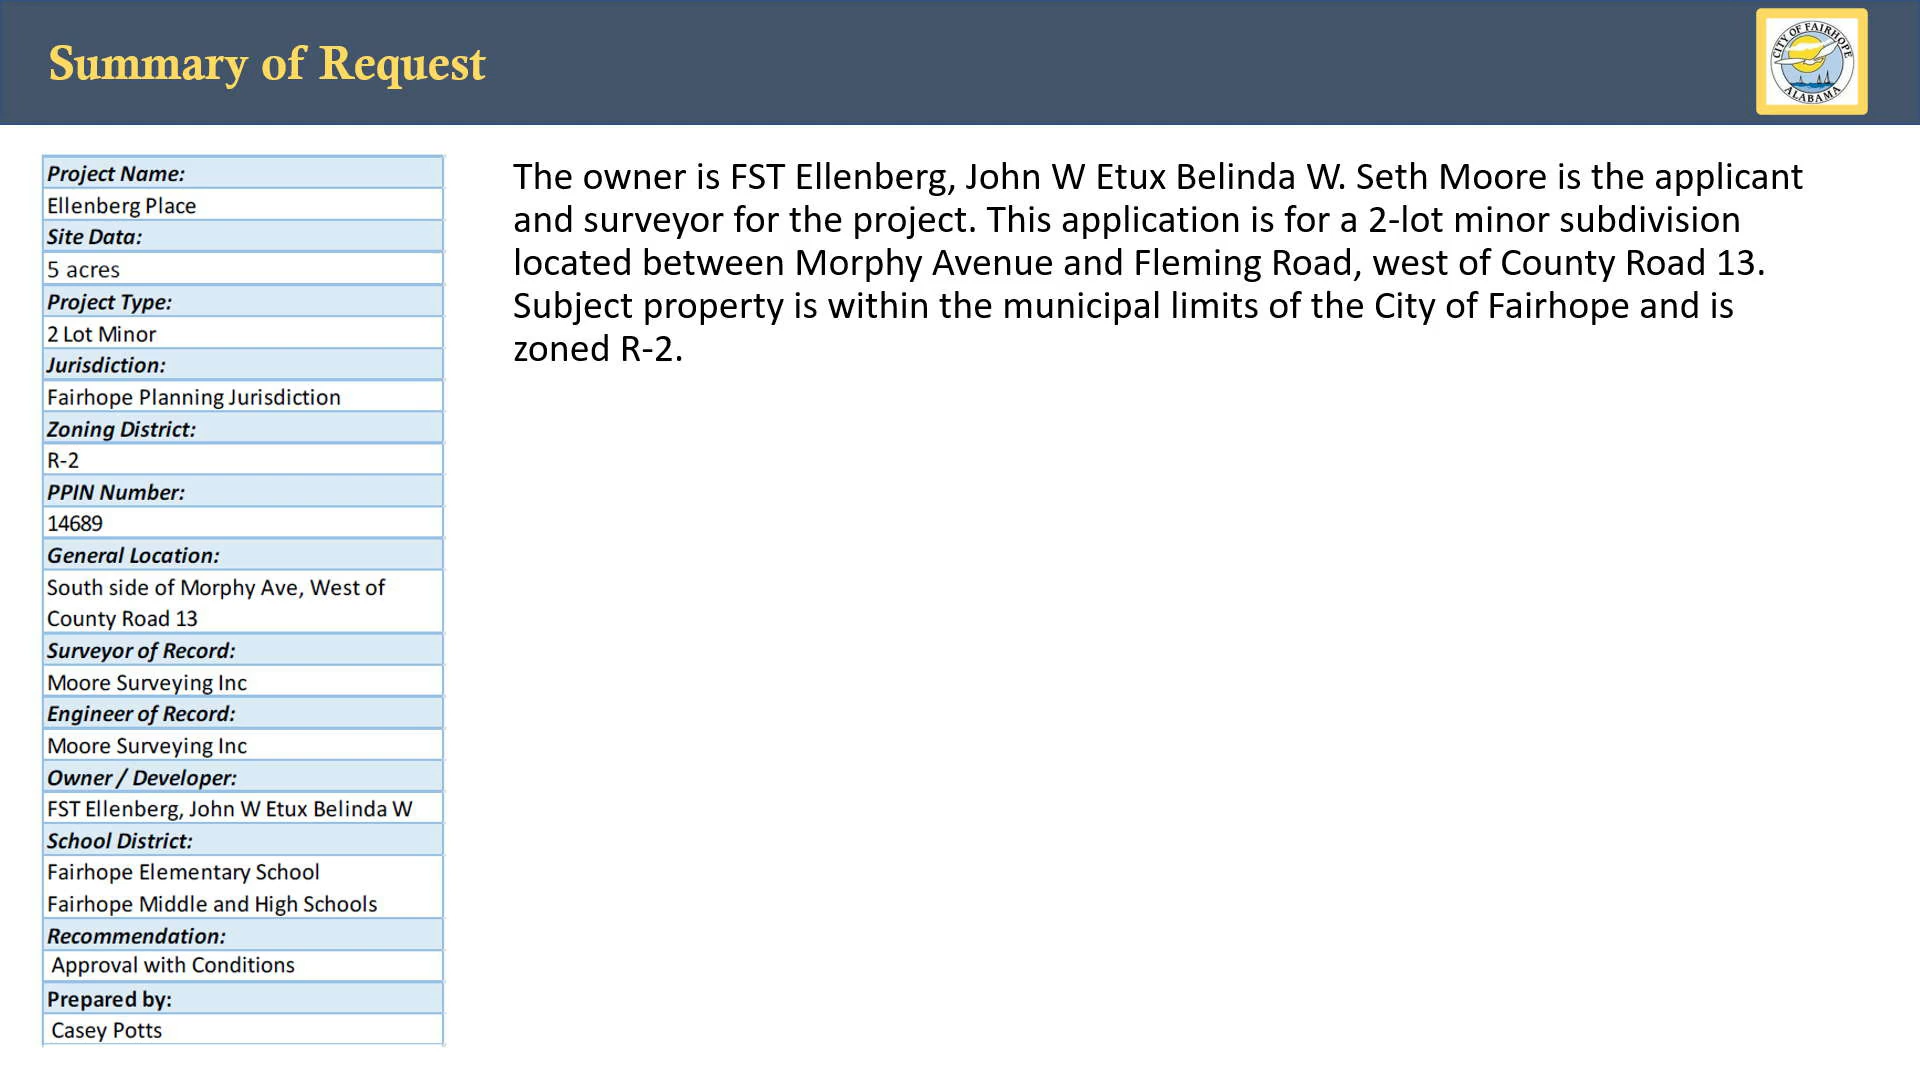 Summary of Request
CITY OF FAIRHOPE
ALABAMA
Project Name:
Ellenberg Place
Site Data:
5 acres
Project Type:
2 Lot Minor
Jurisdiction:
Fairhope Planning Jurisdiction
Zoning District:
R-2
PPIN Number:
14689
General Location:
South side of Morphy Ave, West of
County Road 13
Surveyor of Record:
Moore Surveying Inc
Engineer of Record:
Moore Surveying Inc
Owner / Developer:
FST Ellenberg, John W Etux Belinda W
School District:
Fairhope Elementary School
Fairhope Middle and High Schools
Recommendation:
Approval with Conditions
Prepared by:
Casey Potts
The owner is FST Ellenberg, John W Etux Belinda W. Seth Moore is the applicant
and surveyor for the project. This application is for a 2-lot minor subdivision
located between Morphy Avenue and Fleming Road, west of County Road 13.
Subject property is within the municipal limits of the City of Fairhope and is
zoned R-2.